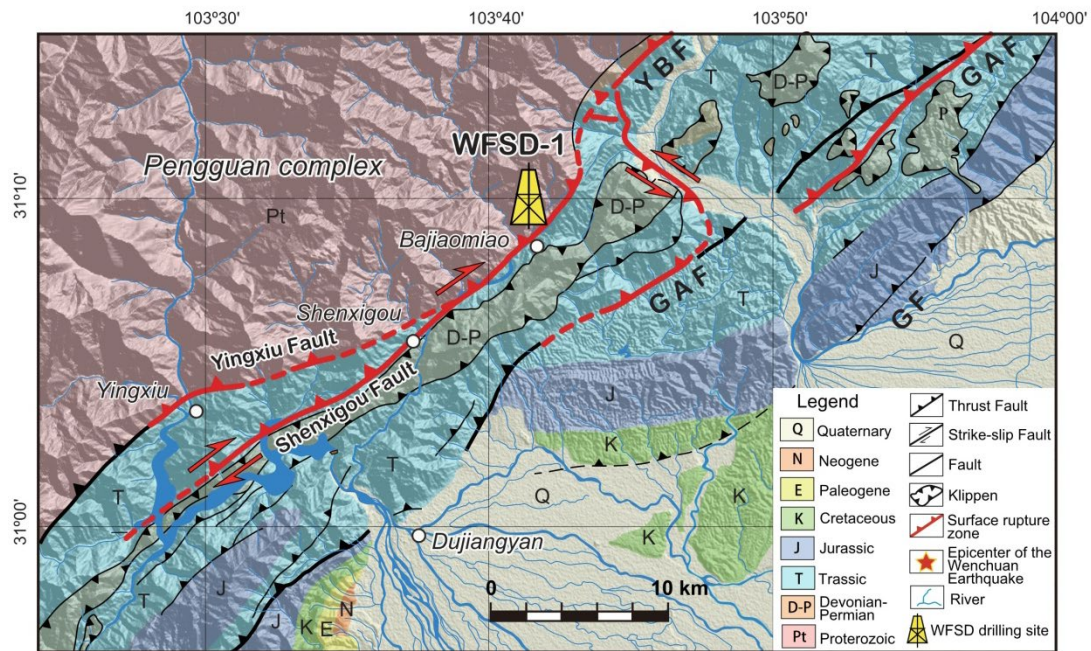 103°30' 103°40' 103°50' 104°00'
YBF
T
D-P
GAF
P
WFSD-1
Pengguan complex
31°10'
Pt
D-P
Bajiaomiao
J
GF
GAF
T
Shenxigou
D-P
Q
Yingxiu Fault
Yingxiu
Shenxigou Fault
J
K
T
T
K
Q
K
31°00'
Dujiangyan
J
J
T
T
N
K
E
0 10 km
Legend
Q Quaternary
N Neogene
E Paleogene
K Cretaceous
J Jurassic
T Trassic
D-P Devonian-
Permian
Pt Proterozoic
Thrust Fault
Strike-slip Fault
Fault
Klippen
Surface rupture
zone
Epicenter of the
Wenchuan
Earthquake
River
WFSD drilling site